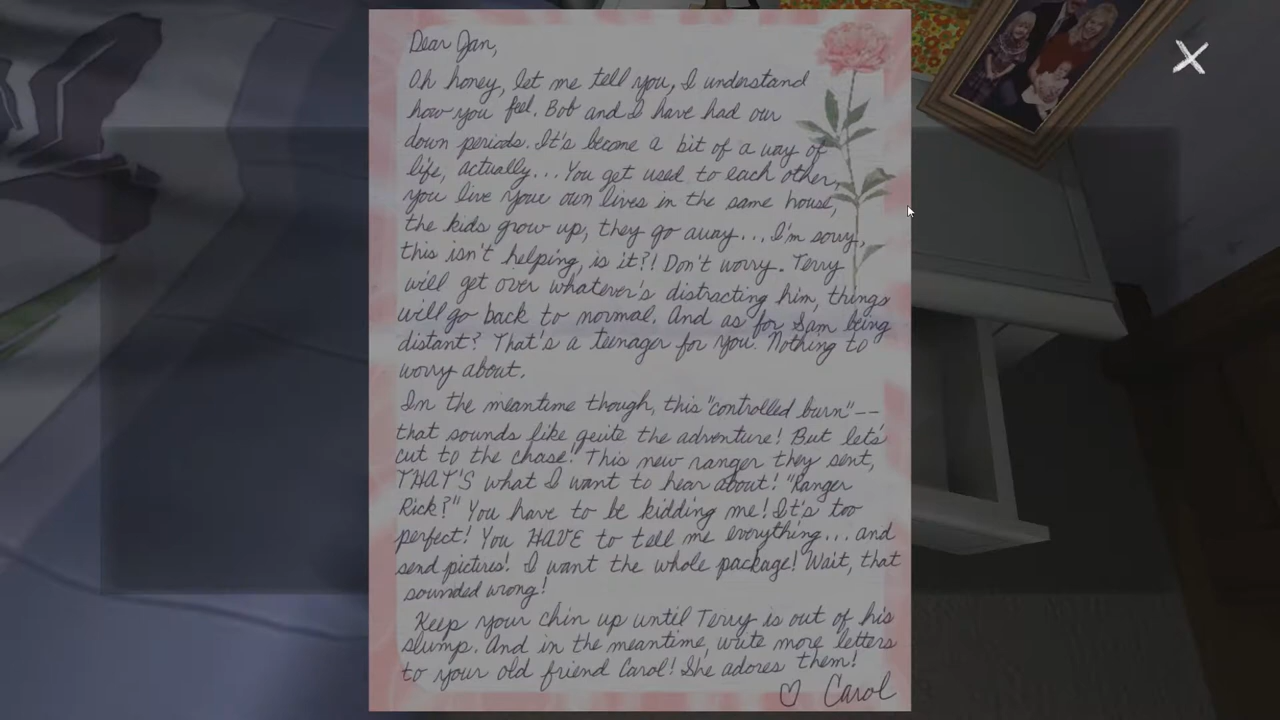 Dear Jan,
Oh honey, let me tell you, I understand
how you feel. Bob and I have had our
down periods. It's become a bit of a way of
life, actually... You get used to each other,
you live your own lives in the same house,
the kids grow up, they go away... I'm sorry,
this isn't helping, is it?! Don't worry. Terry
will get over whatever's distracting him, things
will go back to normal. And as for Sam being
distant? That's a teenager for you. Nothing to
worry about.
In the meantime though, this "controlled burn"--
that sounds like quite the adventure! But let's
cut to the chase! This new ranger they sent,
THAT'S what I want to hear about! "Ranger
Rick?" You have to be kidding me! It's too
perfect! You HAVE to tell me everything... and
send pictures! I want the whole package! Wait, that
sounded wrong!
Keep your chin up until Terry is out of his
slump. And in the meantime, write more letters
to your old friend Carol! She adores them!
♡ Carol